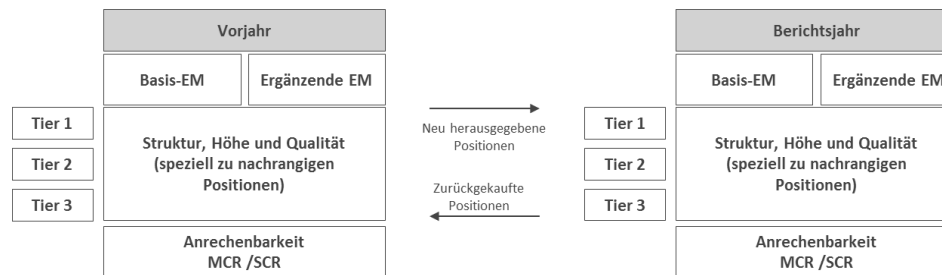 Vorjahr
Basis-EM
Ergänzende EM
Tier 1
Tier 2
Tier 3
Struktur, Höhe und Qualität
(speziell zu nachrangigen
Positionen)
Anrechenbarkeit
MCR /SCR
Neu herausgegebene
Positionen
Zurückgekaufte
Positionen
Berichtsjahr
Basis-EM
Ergänzende EM
Tier 1
Tier 2
Tier 3
Struktur, Höhe und Qualität
(speziell zu nachrangigen
Positionen)
Anrechenbarkeit
MCR /SCR